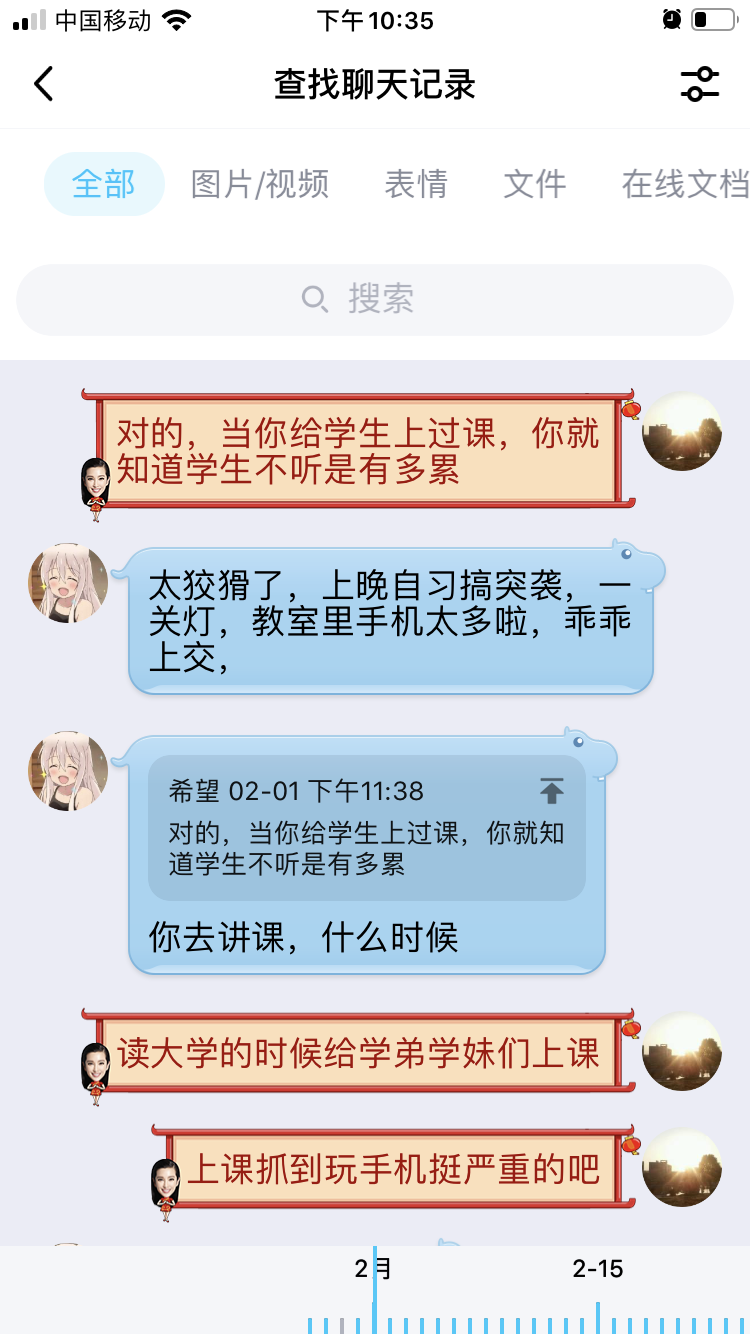 中国移动
下午10:35
查找聊天记录
全部
图片/视频
表情
文件
在线文档
搜索
对的，当你给学生上过课，你就
知道学生不听是有多累
太狡猾了，上晚自习搞突袭，一
关灯，教室里手机太多啦，乖乖
上交，
希望 02-01 下午11:38
对的，当你给学生上过课，你就知
道学生不听是有多累
你去讲课，什么时候
读大学的时候给学弟学妹们上课
上课抓到玩手机挺严重的吧
2月
2-15